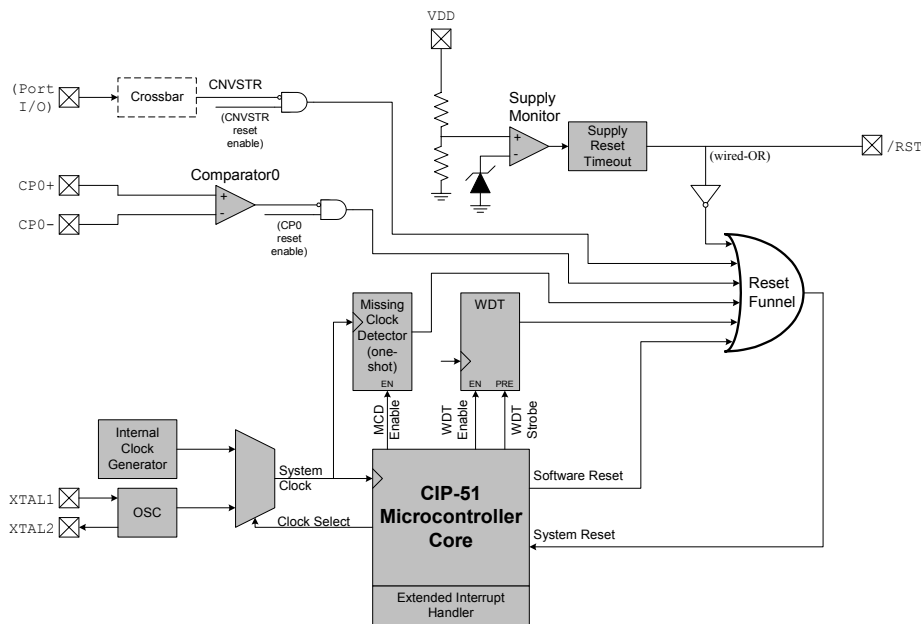 VDD
(Port
I/O)
Crossbar
CNVSTR
(CNVSTR
reset
enable)
Supply
Monitor
+
-
Supply
Reset
Timeout
(wired-OR)
/RST
CP0+
CP0-
Comparator0
+
-
(CP0
reset
enable)
Reset
Funnel
Missing
Clock
Detector
(one-
shot)
EN
WDT
EN
PRE
MCD
Enable
WDT
Enable
WDT
Strobe
Internal
Clock
Generator
System
Clock
XTAL1
XTAL2
OSC
Clock Select
CIP-51
Microcontroller
Core
Software Reset
System Reset
Extended Interrupt
Handler